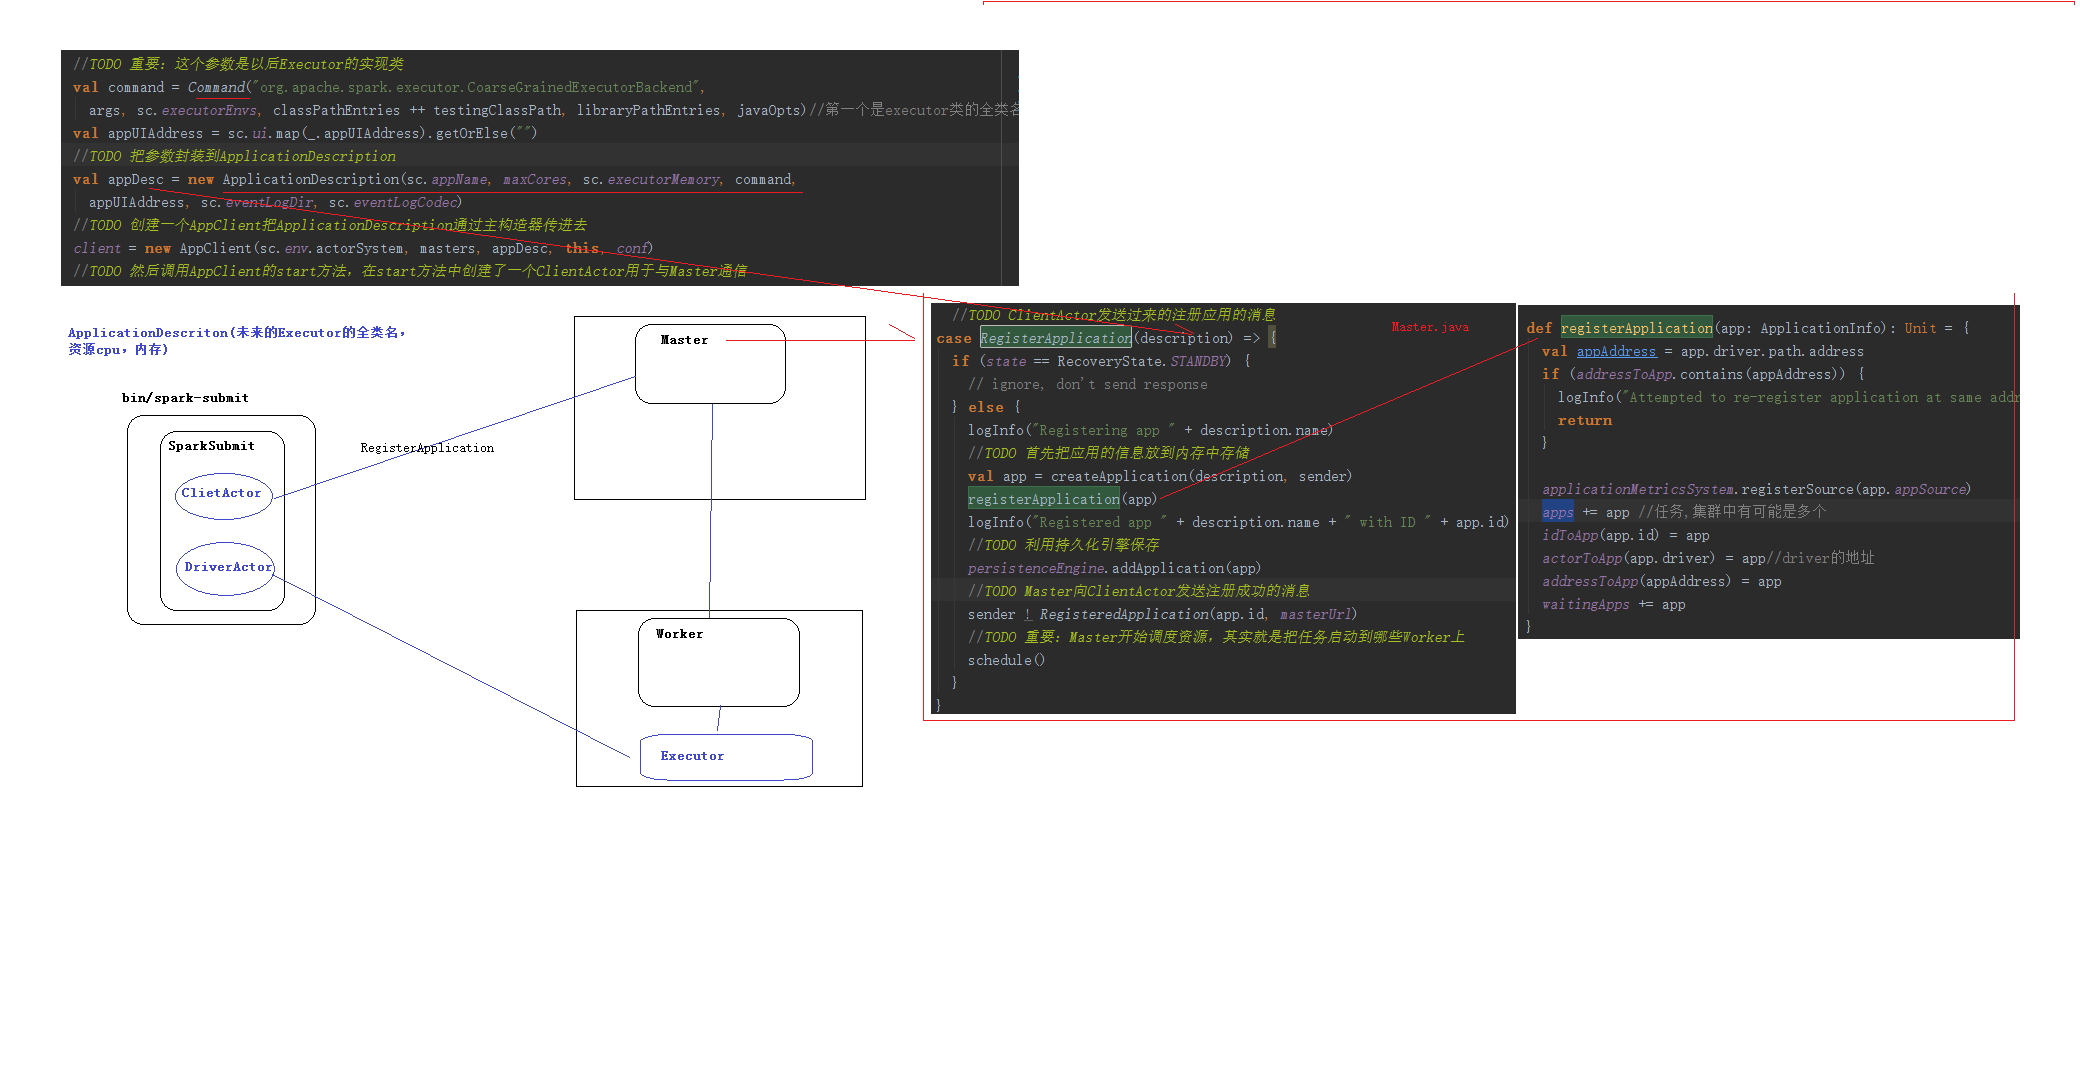 //TODO 重要：这个参数是以后Executor的实现类
val command = Command("org.apache.spark.executor.CoarseGrainedExecutorBackend",
args, sc.executorEnvs, classPathEntries ++ testingClassPath, libraryPathEntries, javaOpts)//第一个是executor类的全类名
val appUIAddress = sc.ui.map(_.appUIAddress).getOrElse("")
//TODO 把参数封装到ApplicationDescription
val appDesc = new ApplicationDescription(sc.appName, maxCores, sc.executorMemory, command,
appUIAddress, sc.eventLogDir, sc.eventLogCodec)
//TODO 创建一个AppClient把ApplicationDescription通过主构造器传进去
client = new AppClient(sc.env.actorSystem, masters, appDesc, this, conf)
//TODO 然后调用AppClient的start方法，在start方法中创建了一个ClientActor用于与Master通信
ApplicationDescriton(未来的Executor的全类名，
资源cpu，内存)
bin/spark-submit
SparkSubmit
ClietActor
DriverActor
RegisterApplication
Master
Worker
Executor
//TODO ClientActor发送过来的注册应用的消息
Master.java
case RegisterApplication(description) => {
if (state == RecoveryState.STANDBY) {
// ignore, don't send response
} else {
logInfo("Registering app " + description.name)
//TODO 首先把应用的信息放到内存中存储
val app = createApplication(description, sender)
registerApplication(app)
logInfo("Registered app " + description.name + " with ID " + app.id)
//TODO 利用持久化引擎保存
persistenceEngine.addApplication(app)
//TODO Master向ClientActor发送注册成功的消息
sender ! RegisteredApplication(app.id, masterUrl)
//TODO 重要：Master开始调度资源，其实就是把任务启动到哪些Worker上
schedule()
}
}
def registerApplication(app: ApplicationInfo): Unit = {
val appAddress = app.driver.path.address
if (addressToApp.contains(appAddress)) {
logInfo("Attempted to re-register application at same addr
return
}
applicationMetricsSystem.registerSource(app.appSource)
apps += app //任务,集群中有可能是多个
idToApp(app.id) = app
actorToApp(app.driver) = app//driver的地址
addressToApp(appAddress) = app
waitingApps += app
}